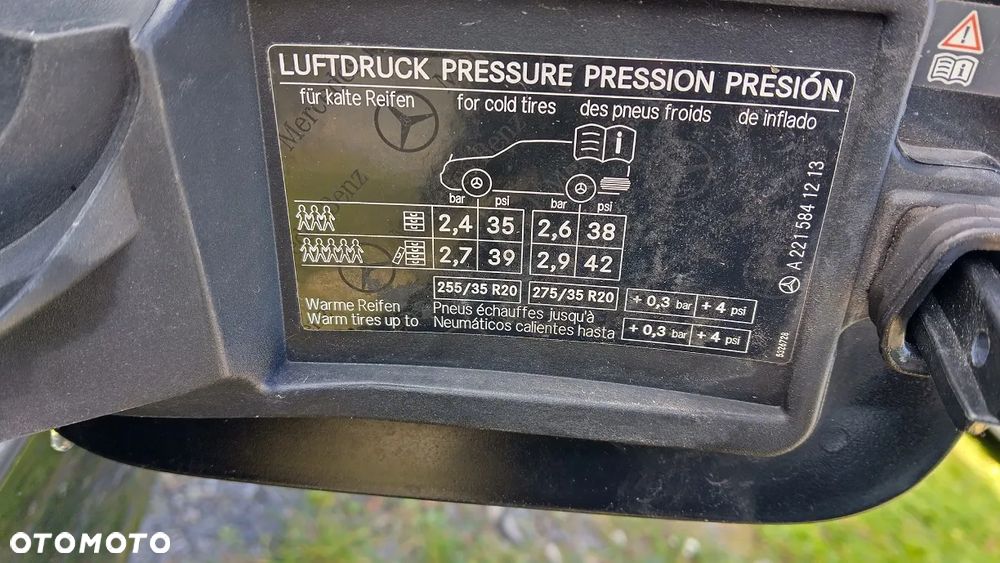 LUFTDRUCK PRESSURE PRESSION PRESIÓN
für kalte Reifen for cold tires des pneus froids de inflado
Mercedes-Benz
i
bar psi bar psi
2,4 35 2,6 38
2,7 39 2,9 42
255/35 R20 275/35 R20 + 0,3 bar + 4 psi
Warme Reifen Pneus échauffes jusqu'à
Warm tires up to Neumáticos calientes hasta + 0,3 bar + 4 psi
A 221 584 12 13
5326728
i
OTOMOTO